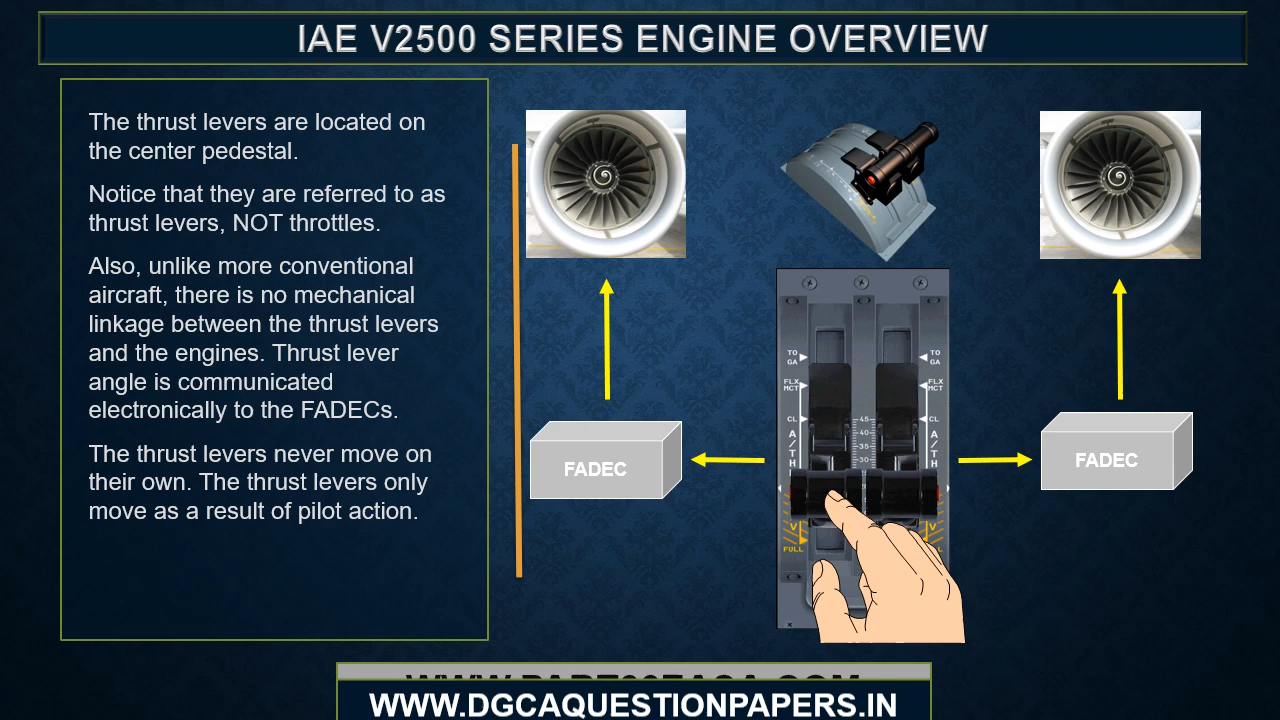 IAE V2500 SERIES ENGINE OVERVIEW
The thrust levers are located on
the center pedestal.
Notice that they are referred to as
thrust levers, NOT throttles.
Also, unlike more conventional
aircraft, there is no mechanical
linkage between the thrust levers
and the engines. Thrust lever
angle is communicated
electronically to the FADECs.
The thrust levers never move on
their own. The thrust levers only
move as a result of pilot action.
FADEC
TO
GA
FLX
MCT
CL
A/THR
45
40
35
30
TO
GA
FLX
MCT
CL
A/TH
V
FULL
V
L
FADEC
WWW.DGCAQUESTIONPAPERS.IN